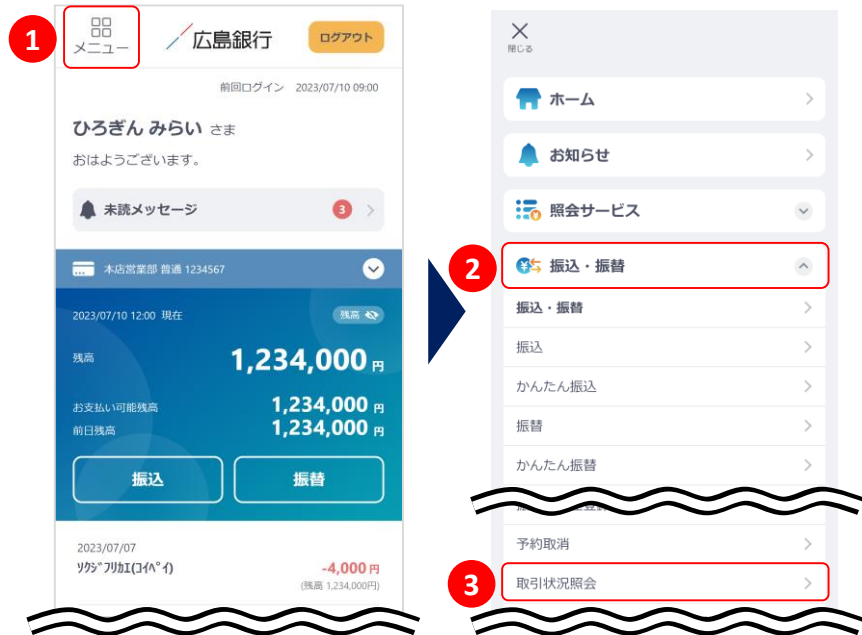 1
メニュー
広島銀行
ログアウト
前回ログイン 2023/07/10 09:00
ひろぎん みらい さま
おはようございます。
未読メッセージ
3
本店営業部 普通 1234567
2023/07/10 12:00 現在
残高
残高
1,234,000 円
お支払い可能残高
1,234,000 円
前日残高
1,234,000 円
振込
振替
2023/07/07
ｿｸｼﾞﾌﾘｶｴ(ｺｲﾍﾟｲ)
-4,000 円
(残高 1,234,000円)
閉じる
ホーム
お知らせ
照会サービス
2
振込・振替
振込・振替
振込
かんたん振込
振替
かんたん振替
予約取消
3
取引状況照会